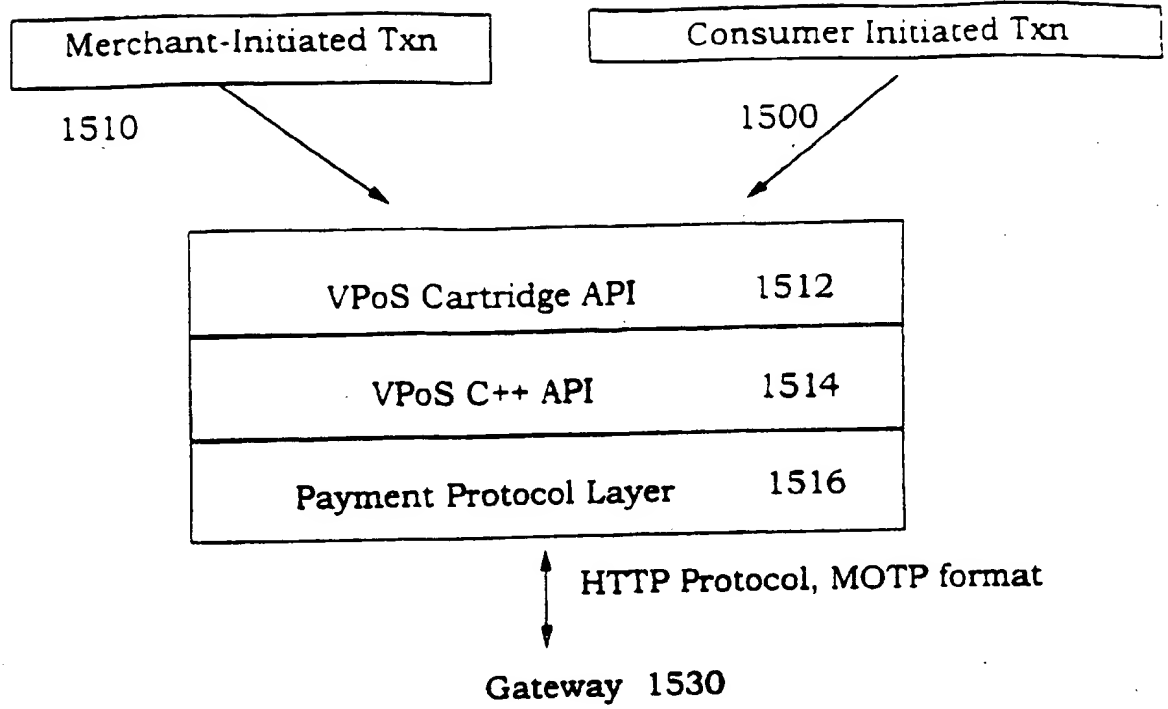 Merchant-Initiated Txn
Consumer Initiated Txn
1510
1500
VPoS Cartridge API 1512
VPoS C++ API 1514
Payment Protocol Layer 1516
HTTP Protocol, MOTP format
Gateway 1530